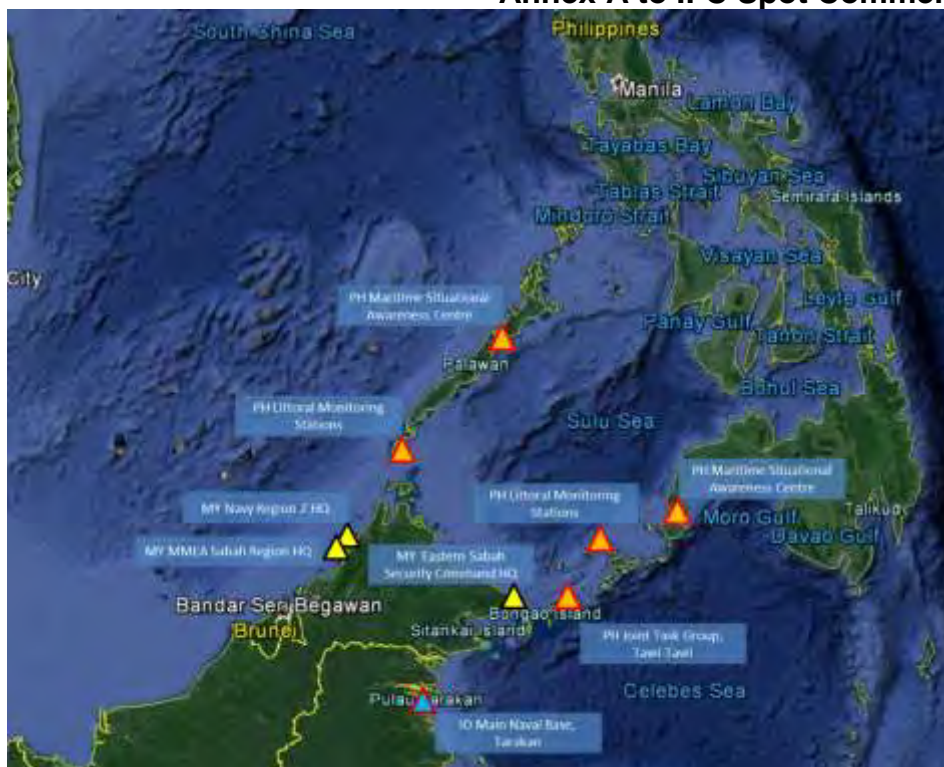 Annex A to IFC Spot Commen
South China Sea
Philippines
Manila
Lamon Bay
Tayabas Bay
Sibuyan Sea
Tablas Strait
Semirara Islands
Mindoro Strait
Visayan Sea
City
Leyte Gulf
PH Maritime Situational
Awareness Centre
Panay Gulf
Tanon Strait
Palawan
Bohol Sea
PH Littoral Monitoring
Stations
Sulu Sea
PH Maritime Situational
Awareness Centre
PH Littoral Monitoring
Stations
MY Navy Region 2 HQ
Moro Gulf
Talikud
Davao Gulf
MY MMEA Sabah Region HQ
MY Eastern Sabah
Security Command HQ
Bandar Seri Begawan
Bongao Island
Brunei
Sitankai Island
PH Joint Task Group,
Tawi-Tawi
Pulau Tarakan
Celebes Sea
ID Main Naval Base,
Tarakan